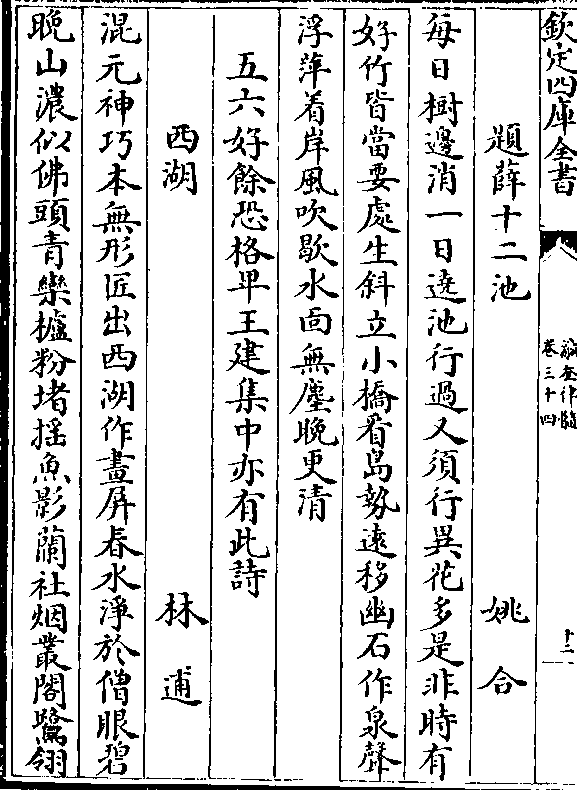 欽定四庫全書
瀛奎律髓
卷三十四
十二
題薛十二池
姚合
每日樹邊消一日遶池行過又須行異花多是非時有
好竹皆當要處生斜立小橋看島勢遠移幽石作泉聲
浮萍着岸風吹歇水面無塵晚更清
五六好餘恐格卑王建集中亦有此詩
西湖
林逋
混元神巧本無形匠出西湖作畫屏春水淨於僧眼碧
晚山濃似佛頭青欒櫨粉堵揺魚影蘭社烟叢閣鷺翎